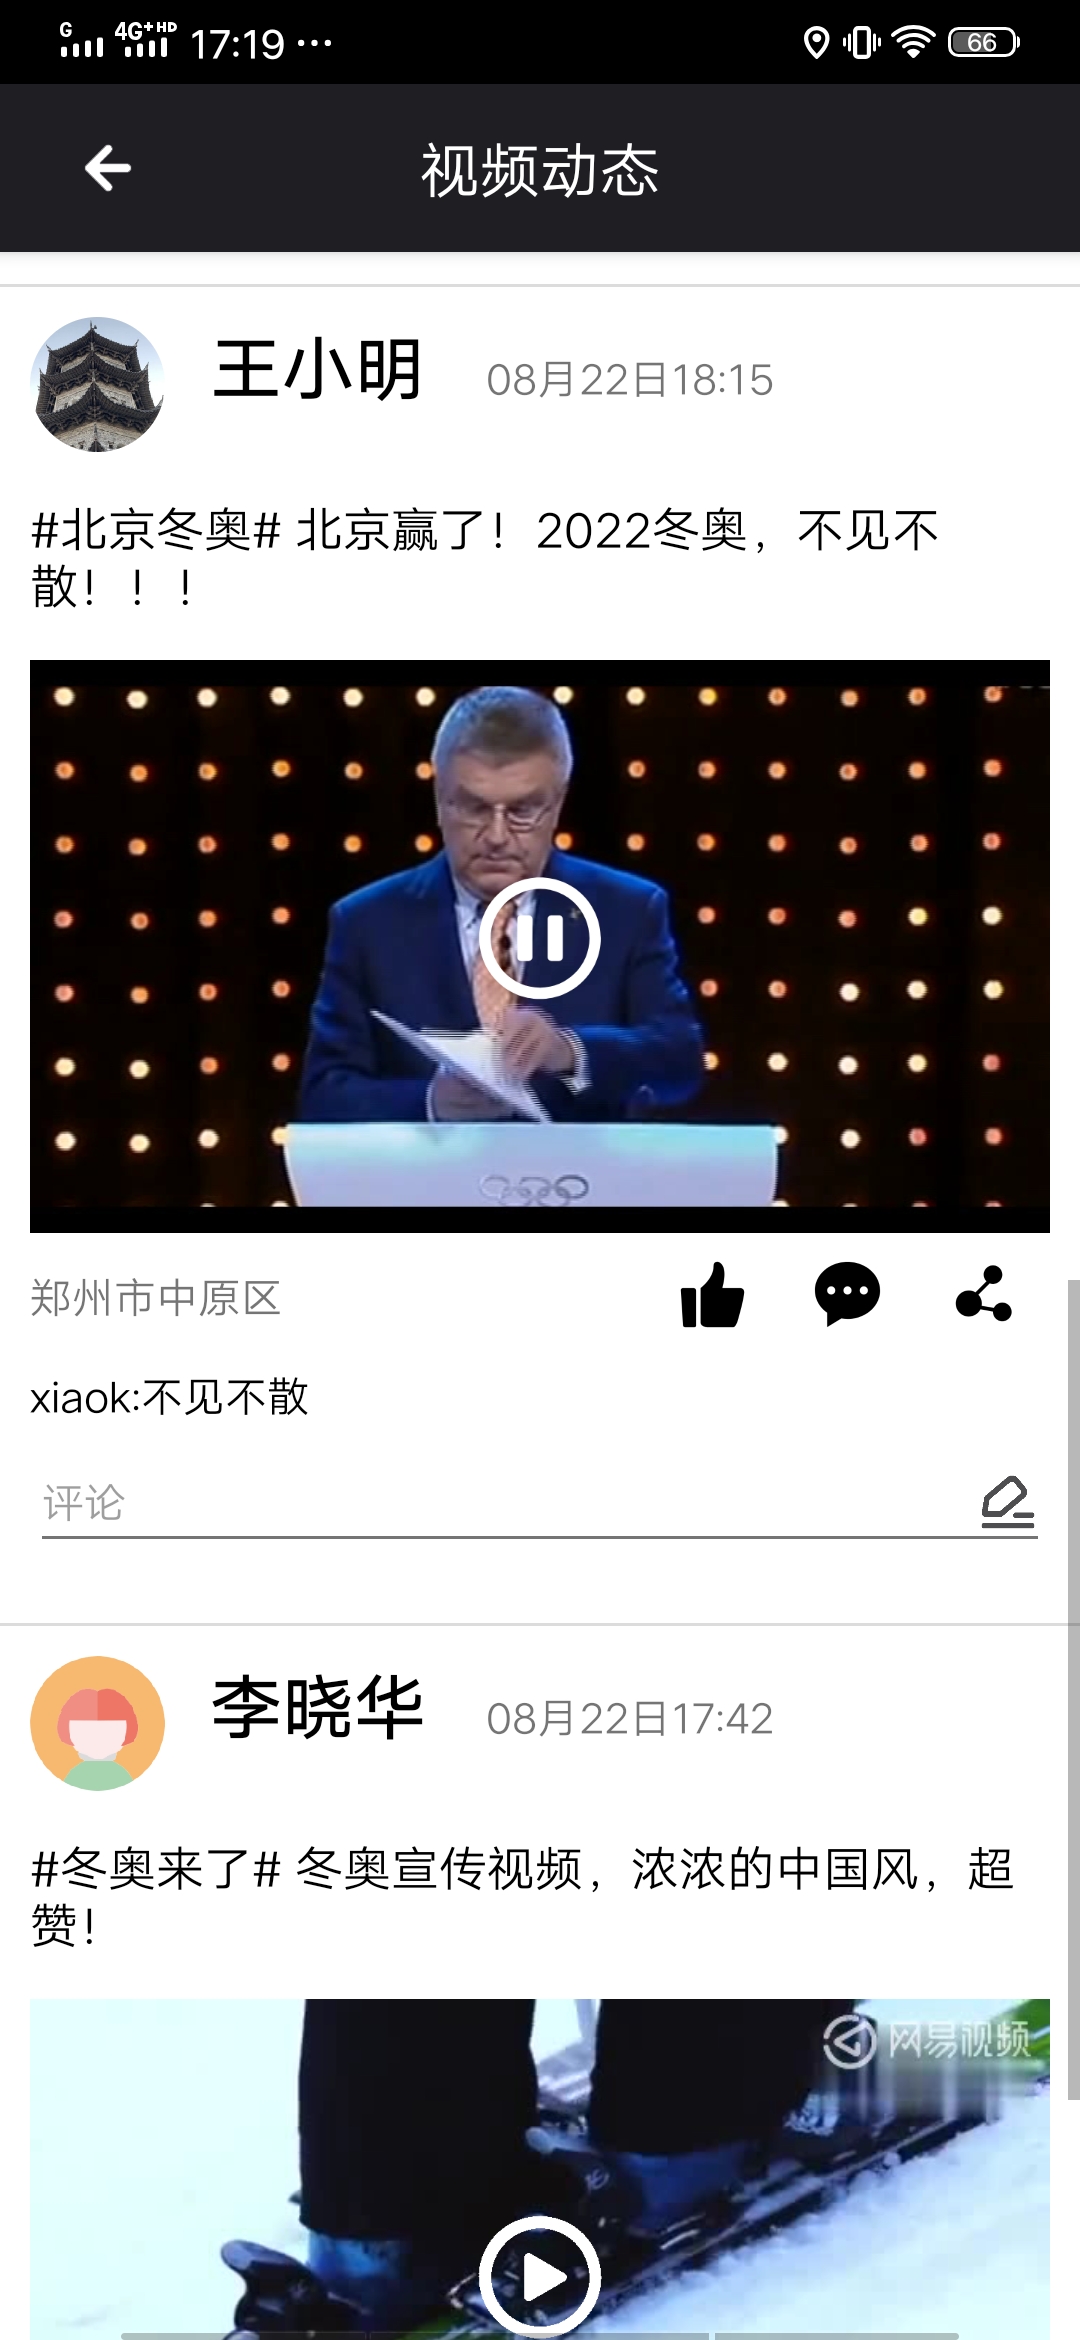 G 4G+HD 17:19 ··· 66
视频动态
王小明 08月22日18:15
#北京冬奥# 北京赢了！2022冬奥，不见不
散！！！
郑州市中原区
xiaok:不见不散
评论
李晓华 08月22日17:42
#冬奥来了# 冬奥宣传视频，浓浓的中国风，超
赞！
网易视频